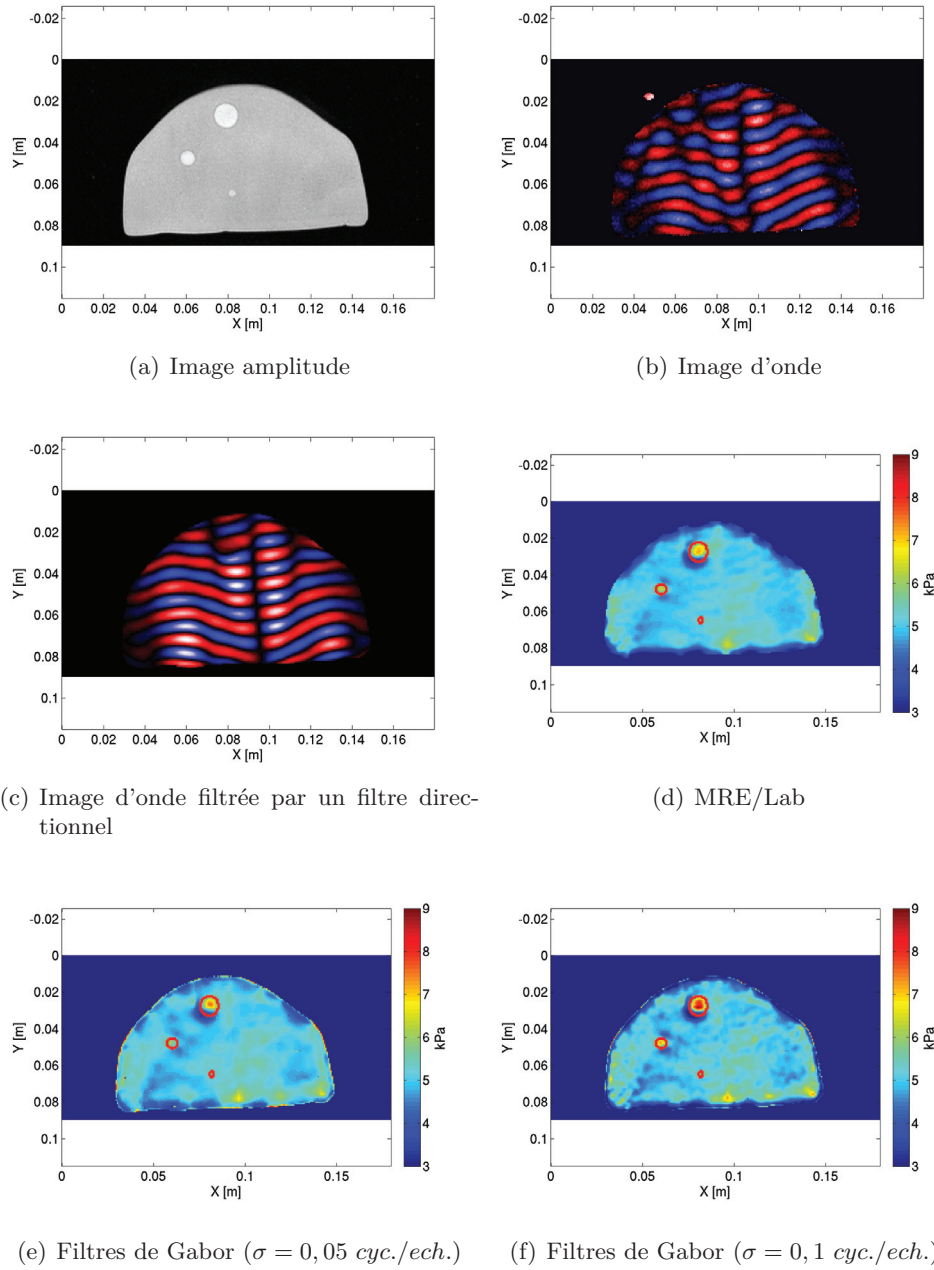 -0.02
0
0.02
0.04
0.06
0.08
0.1
Y [m]
0 0.02 0.04 0.06 0.08 0.1 0.12 0.14 0.16
X [m]
(a) Image amplitude
-0.02
0
0.02
0.04
0.06
0.08
0.1
Y [m]
0 0.02 0.04 0.06 0.08 0.1 0.12 0.14 0.16
X [m]
(b) Image d'onde
-0.02
0
0.02
0.04
0.06
0.08
0.1
Y [m]
0 0.02 0.04 0.06 0.08 0.1 0.12 0.14 0.16
X [m]
(c) Image d'onde filtrée par un filtre direc-
tionnel
-0.02
0
0.02
0.04
0.06
0.08
0.1
Y [m]
0 0.05 0.1 0.15
X [m]
9
8
7
6
5
4
3
kPa
(d) MRE/Lab
-0.02
0
0.02
0.04
0.06
0.08
0.1
Y [m]
0 0.05 0.1 0.15
X [m]
9
8
7
6
5
4
3
kPa
(e) Filtres de Gabor (σ = 0, 05 cyc./ech.)
-0.02
0
0.02
0.04
0.06
0.08
0.1
Y [m]
0 0.05 0.1 0.15
X [m]
9
8
7
6
5
4
3
kPa
(f) Filtres de Gabor (σ = 0, 1 cyc./ech.)